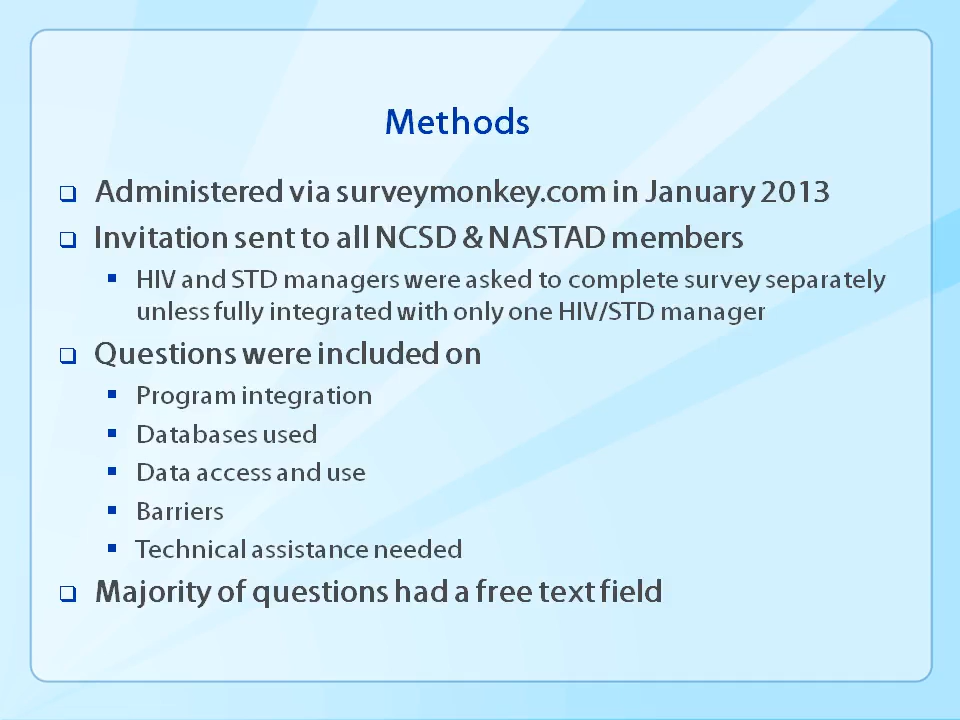 Methods
Administered via surveymonkey.com in January 2013
Invitation sent to all NCSD & NASTAD members
HIV and STD managers were asked to complete survey separately
unless fully integrated with only one HIV/STD manager
Questions were included on
Program integration
Databases used
Data access and use
Barriers
Technical assistance needed
Majority of questions had a free text field